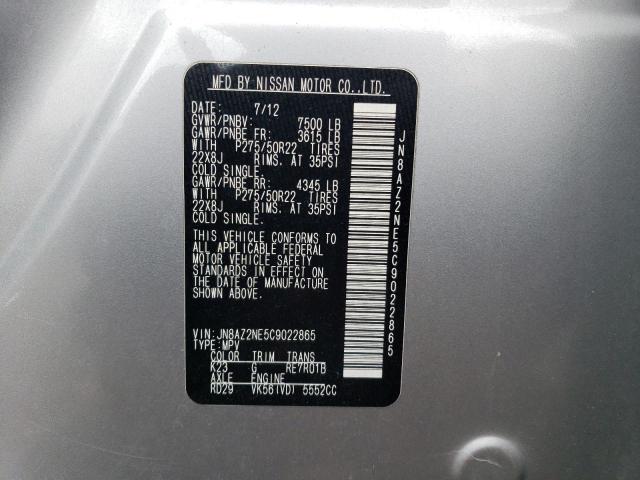 MFD BY NISSAN MOTOR CO.,LTD.
DATE: 7/12
GVWR/PNBV: 7500 LB
GAWR/PNBE FR: 3615 LB
WITH P275/50R22 TIRES
22X8J RIMS. AT 35PSI
COLD SINGLE.
GAWR/PNBE RR: 4345 LB
WITH P275/50R22 TIRES
22X8J RIMS. AT 35PSI
COLD SINGLE.
THIS VEHICLE CONFORMS TO
ALL APPLICABLE FEDERAL
MOTOR VEHICLE SAFETY
STANDARDS IN EFFECT ON
THE DATE OF MANUFACTURE
SHOWN ABOVE.
VIN: JN8AZ2NE5C9022865
TYPE: MPV
COLOR TRIM TRANS
K23 G RE7R01B
AXLE ENGINE
RD29 VK56(VD) 5552CC
JN8AZ2NE5C9022865